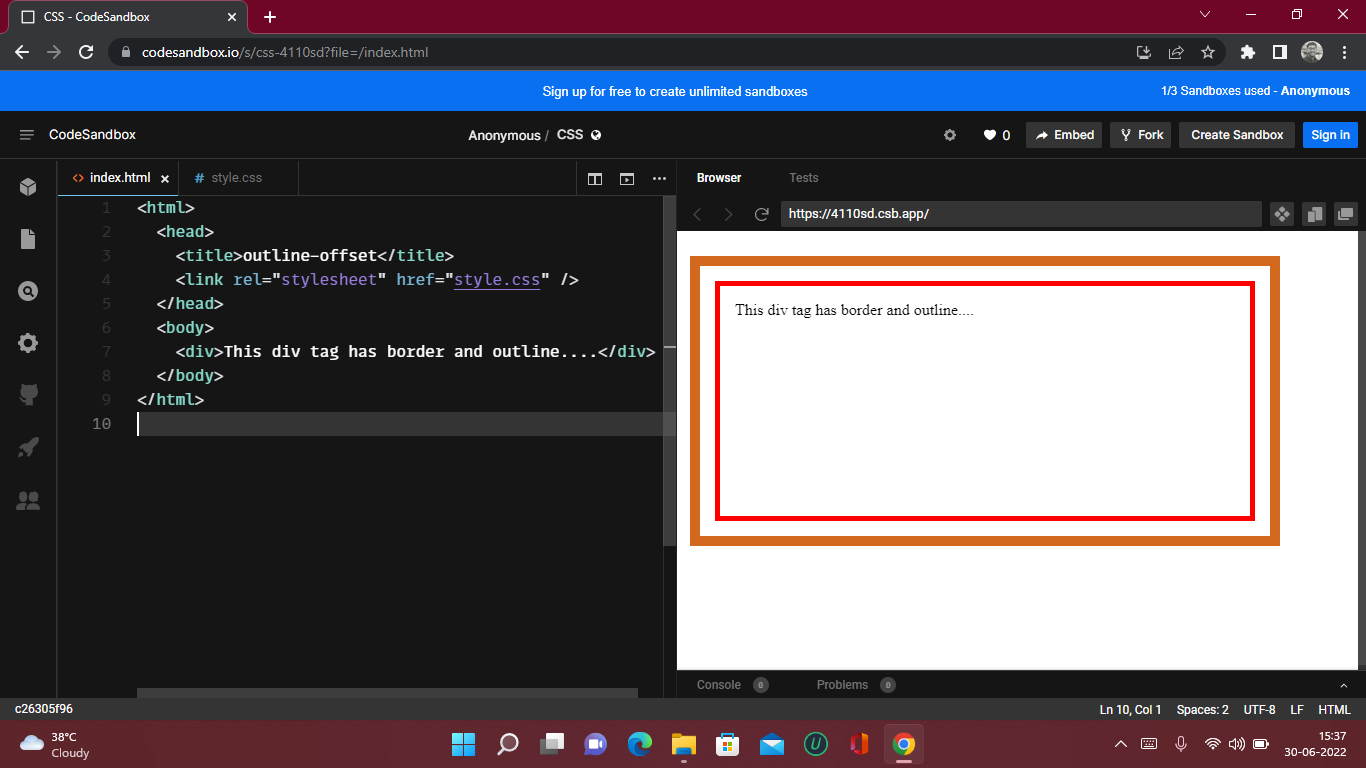 CSS - CodeSandbox
codesandbox.io/s/css-4110sd?file=/index.html
Sign up for free to create unlimited sandboxes
1/3 Sandboxes used - Anonymous
CodeSandbox
Anonymous / CSS
0
Embed
Fork
Create Sandbox
Sign in
index.html
# style.css
1 <html>
2 <head>
3 <title>outline-offset</title>
4 <link rel="stylesheet" href="style.css" />
5 </head>
6 <body>
7 <div>This div tag has border and outline....</div>
8 </body>
9 </html>
10
Browser
Tests
https://4110sd.csb.app/
This div tag has border and outline....
Console 0
Problems 0
c26305f96
Ln 10, Col 1
Spaces: 2
UTF-8
LF
HTML
38°C
Cloudy
U
15:37
30-06-2022